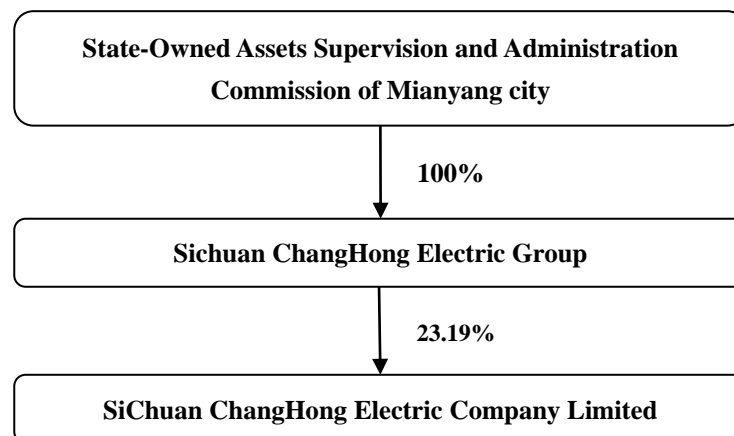 State-Owned Assets Supervision and Administration
Commission of Mianyang city
100%
Sichuan ChangHong Electric Group
23.19%
SiChuan ChangHong Electric Company Limited